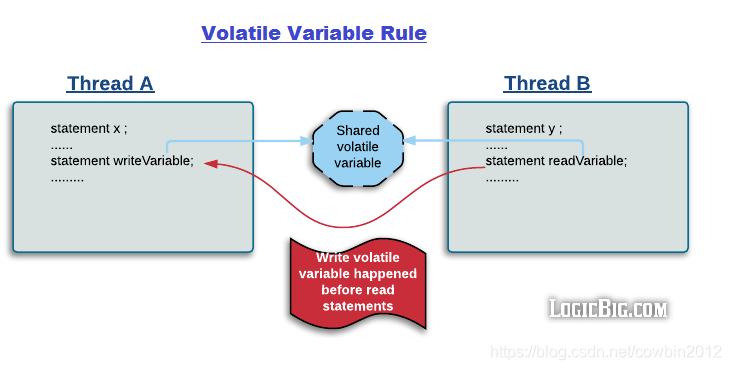 Volatile Variable Rule
Thread A
Thread B
statement x ;
......
statement writeVariable;
.........
Shared
volatile
variable
statement y ;
......
statement readVariable;
.........
Write volatile
variable happened
before read
statements
LogicBig.com
https://blog.csdn.net/cowbin2012